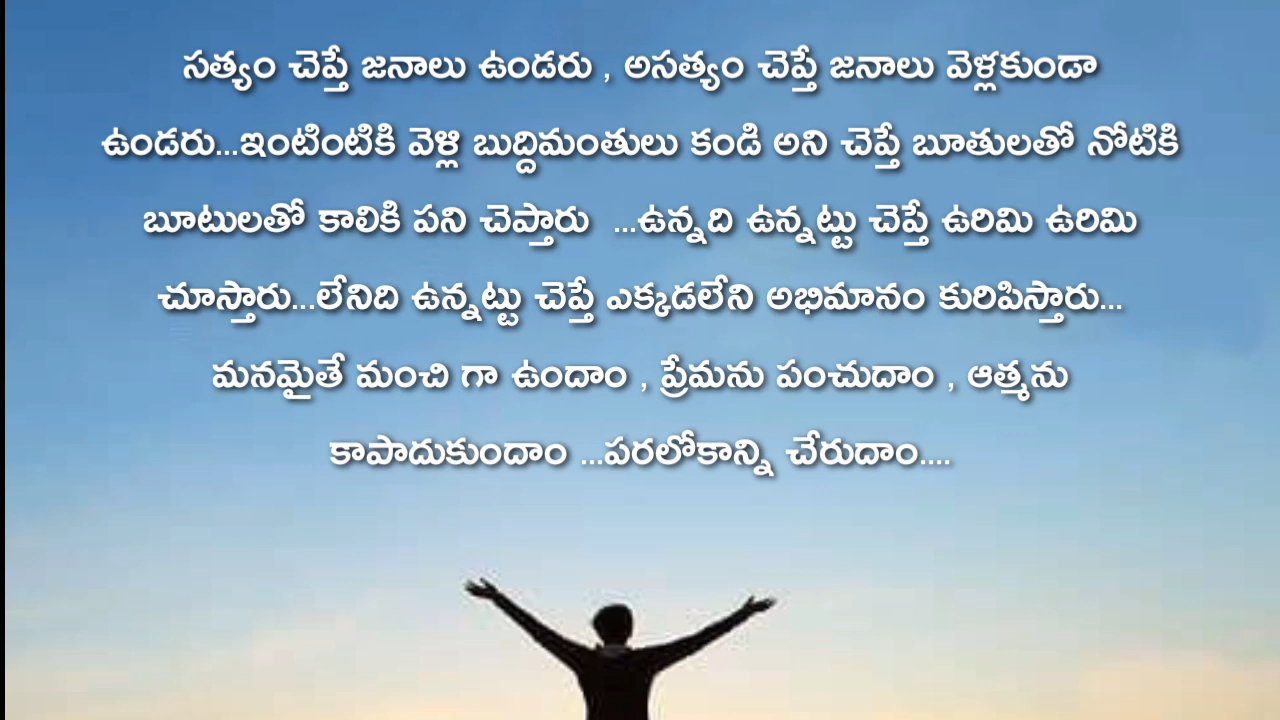 సత్యం చెప్తే జనాలు ఉండరు , అసత్యం చెప్తే జనాలు వెళ్లకుండా
ఉండరు...ఇంటింటికి వెళ్లి బుద్దిమంతులు కండి అని చెప్తే బూతులతో నోటికి
బూటులతో కాలికి పని చెప్తారు ...ఉన్నది ఉన్నట్టు చెప్తే ఉరిమి ఉరిమి
చూస్తారు...లేనిది ఉన్నట్టు చెప్తే ఎక్కడలేని అభిమానం కురిపిస్తారు...
మనమైతే మంచి గా ఉందాం , ప్రేమను పంచుదాం , ఆత్మను
కాపాదుకుందాం ...పరలోకాన్ని చేరుదాం....